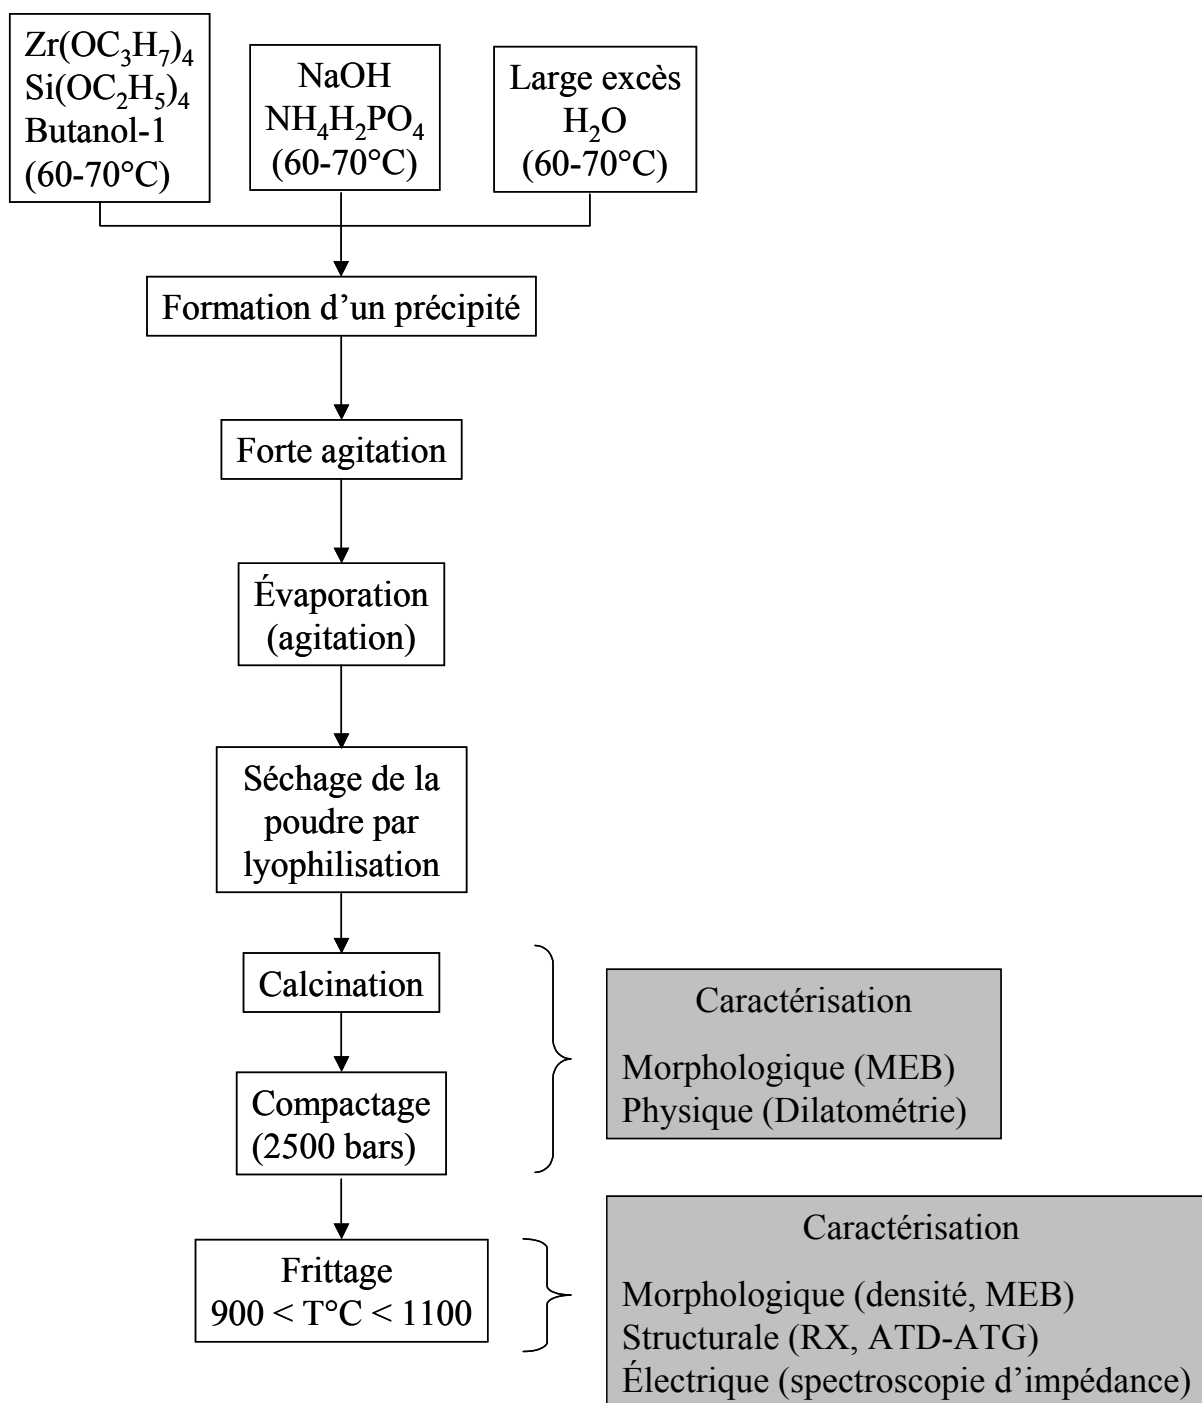 Zr(OC₃H₇)₄
Si(OC₂H₅)₄
Butanol-1
(60-70°C)
NaOH
NH₄H₂PO₄
(60-70°C)
Large excès
H₂O
(60-70°C)
Formation d’un précipité
Forte agitation
Évaporation
(agitation)
Séchage de la
poudre par
lyophilisation
Calcination
Compactage
(2500 bars)
Caractérisation
Morphologique (MEB)
Physique (Dilatométrie)
Frittage
900 < T°C < 1100
Caractérisation
Morphologique (densité, MEB)
Structurale (RX, ATD-ATG)
Électrique (spectroscopie d’impédance)